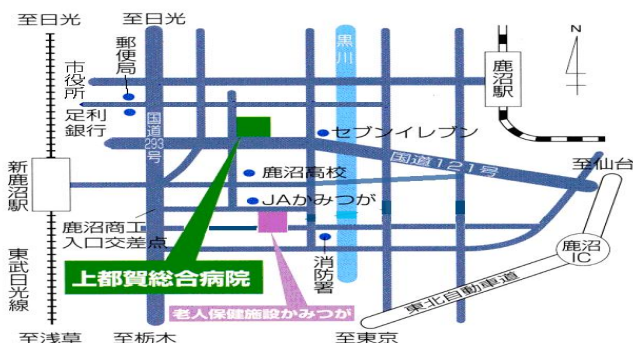 至日光
至日光
郵便局
市役所
足利
銀行
国道293号
黒川
N
鹿沼駅
セブンイレブン
国道121号
至仙台
新鹿沼駅
鹿沼高校
JAかみつが
鹿沼商工
入口交差点
消防署
鹿沼
IC
東武日光線
上都賀総合病院
老人保健施設かみつが
東北自動車道
至浅草
至栃木
至東京